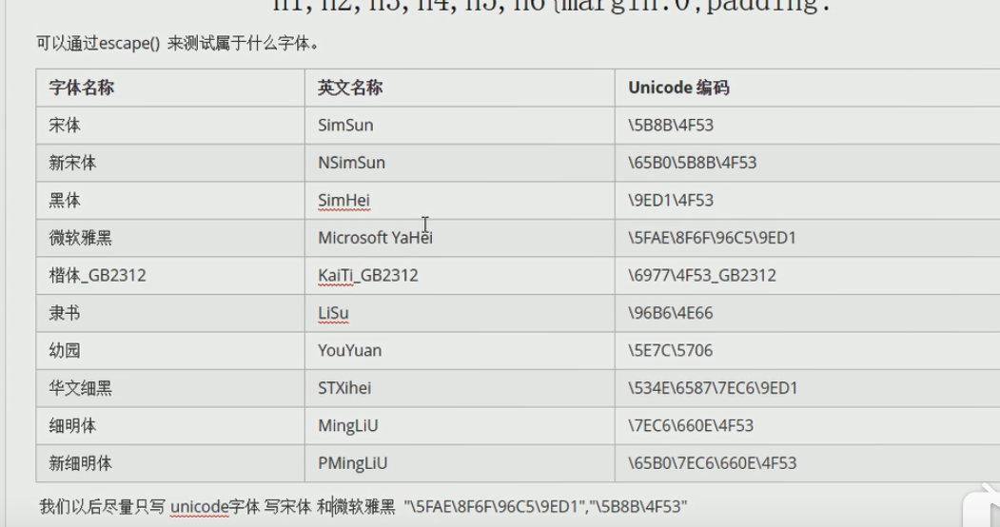 h1,h2,h3,h4,h5,h6{margin:0;padding:
可以通过escape() 来测试属于什么字体。
字体名称 英文名称 Unicode 编码
宋体 SimSun \5B8B\4F53
新宋体 NSimSun \65B0\5B8B\4F53
黑体 SimHei \9ED1\4F53
微软雅黑 Microsoft YaHei \5FAE\8F6F\96C5\9ED1
楷体_GB2312 KaiTi_GB2312 \6977\4F53_GB2312
隶书 LiSu \96B6\4E66
幼园 YouYuan \5E7C\5706
华文细黑 STXihei \534E\6587\7EC6\9ED1
细明体 MingLiU \7EC6\660E\4F53
新细明体 PMingLiU \65B0\7EC6\660E\4F53
我们以后尽量只写 unicode字体 写宋体 和微软雅黑 "\5FAE\8F6F\96C5\9ED1","\5B8B\4F53"